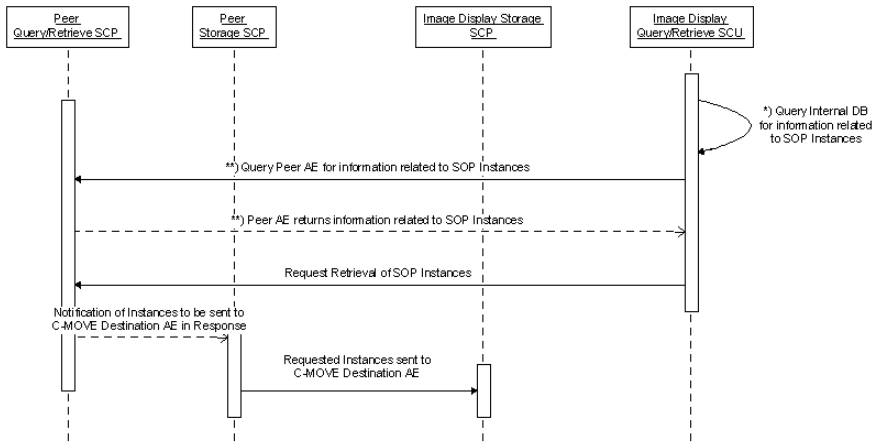 Peer
Query/Retrieve SCP
Peer
Storage SCP
Image Display Storage
SCP
Image Display
Query/Retrieve SCU
*) Query Internal DB
for information related
to SOP Instances
**) Query Peer AE for information related to SOP Instances
**) Peer AE returns information related to SOP Instances
Request Retrieval of SOP Instances
Notification of Instances to be sent to
C-MOVE Destination AE in Response
Requested Instances sent to
C-MOVE Destination AE